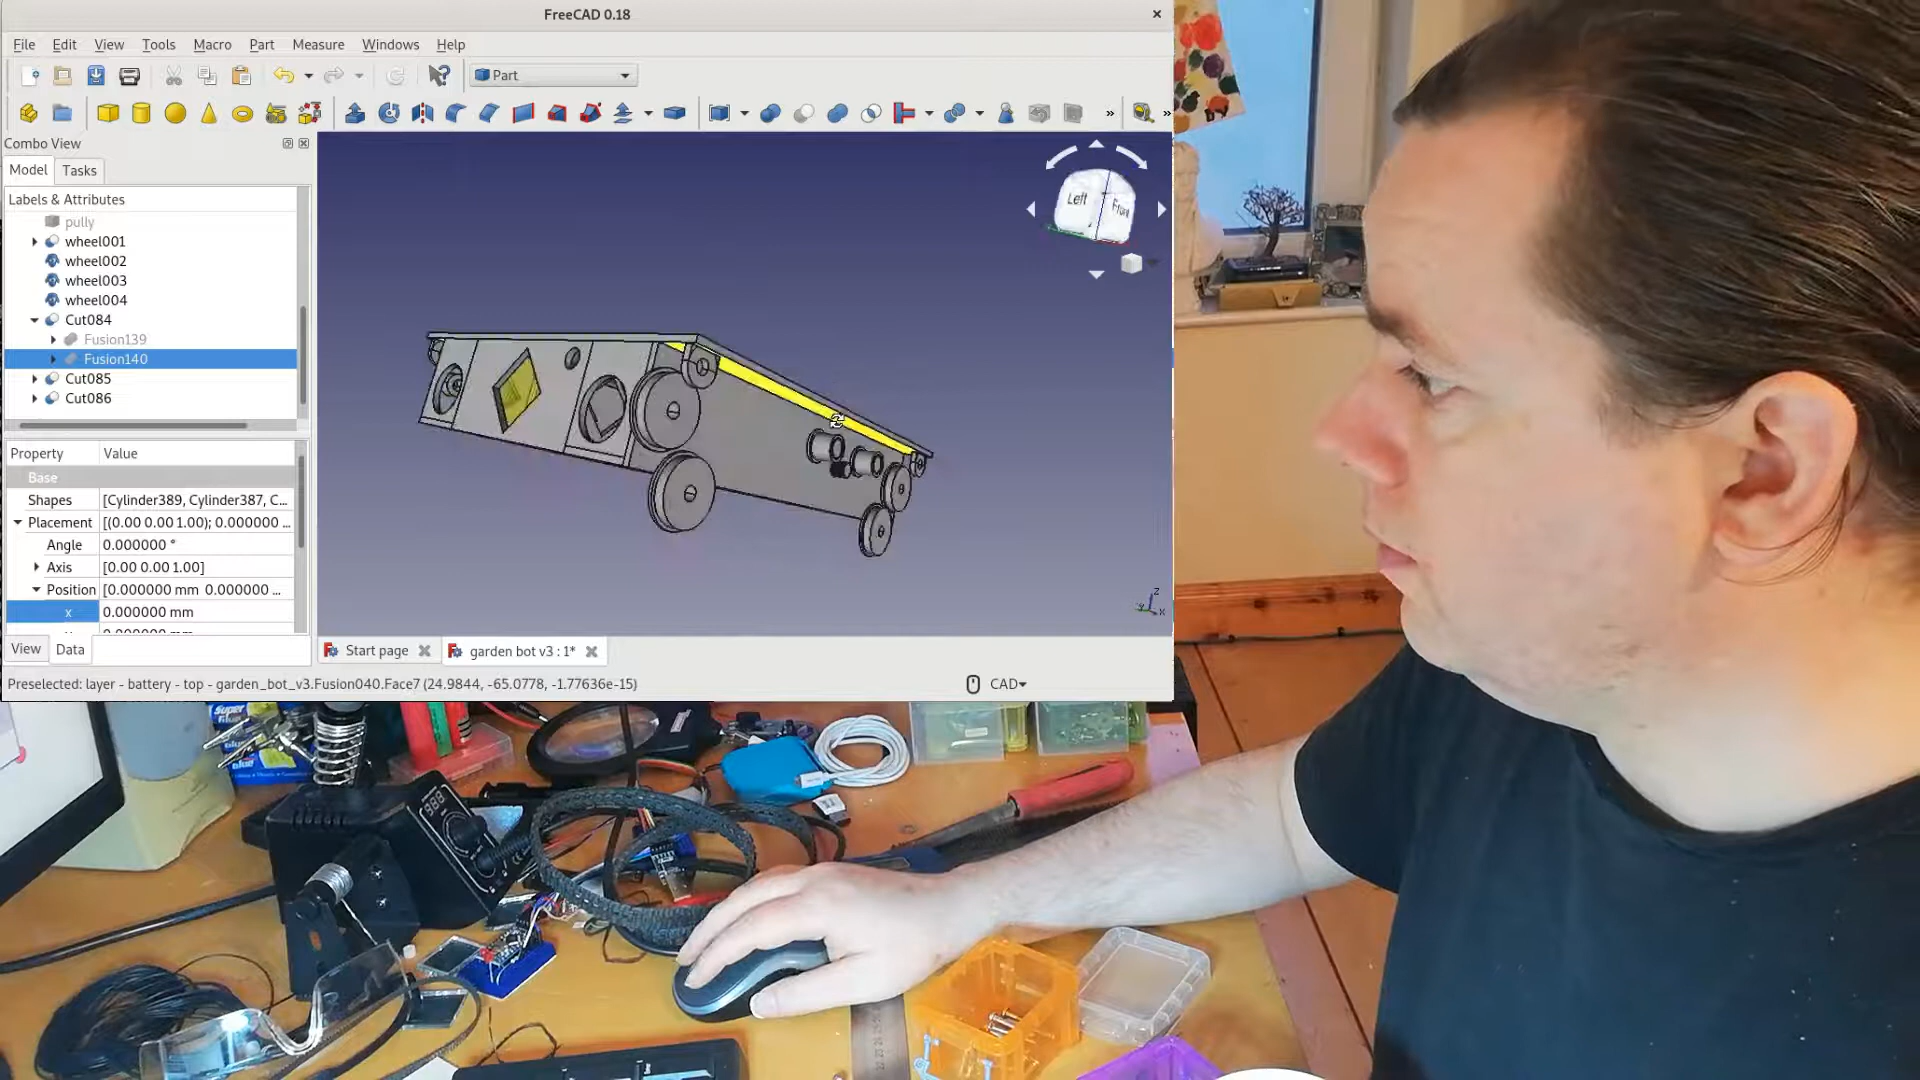 FreeCAD 0.18
File Edit View Tools Macro Part Measure Windows Help
Part
Combo View
Model Tasks
Labels & Attributes
pully
wheel001
wheel002
wheel003
wheel004
Cut084
Fusion139
Fusion140
Cut085
Cut086
Property Value
Base
Shapes [Cylinder389, Cylinder387, C...
Placement [(0.00 0.00 1.00); 0.000000 ...
Angle 0.000000 °
Axis [0.00 0.00 1.00]
Position [0.000000 mm 0.000000 ...
x 0.000000 mm
View Data
Left Front
Z
Y
X
Start page
garden bot v3 : 1*
Preselected: layer - battery - top - garden_bot_v3.Fusion040.Face7 (24.9844, -65.0778, -1.77636e-15)
CAD
Super
glue